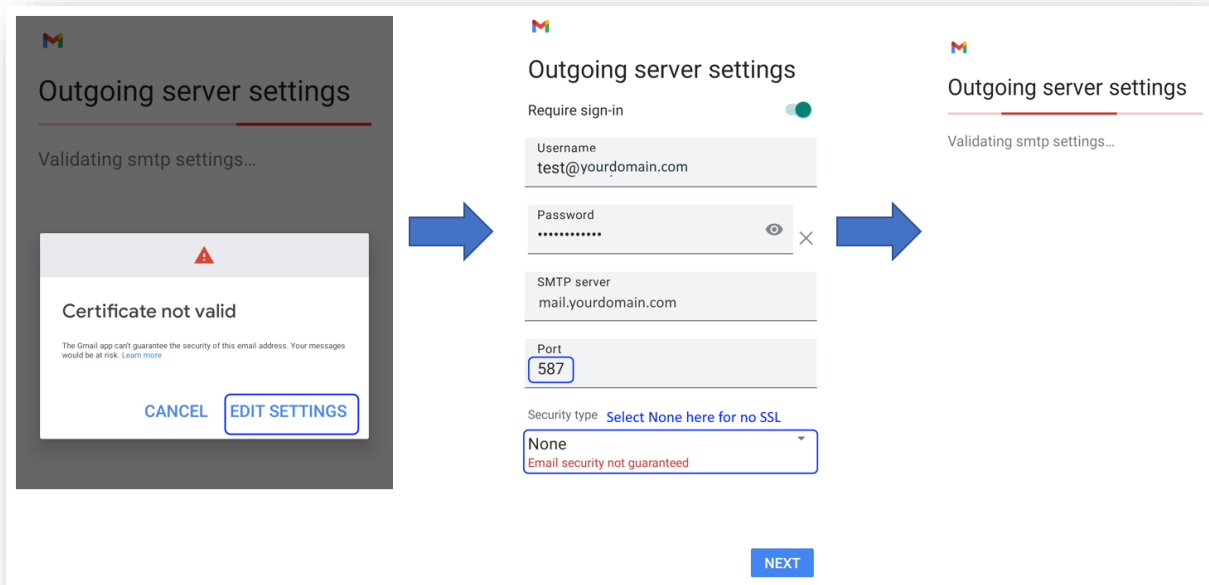 Outgoing server settings
Validating smtp settings...
Certificate not valid
The Gmail app can't guarantee the security of this email address. Your messages
would be at risk. Learn more
CANCEL EDIT SETTINGS
Outgoing server settings
Require sign-in
Username
test@yourdomain.com
Password
••••••••••••
SMTP server
mail.yourdomain.com
Port
587
Security type Select None here for no SSL
None
Email security not guaranteed
NEXT
Outgoing server settings
Validating smtp settings...